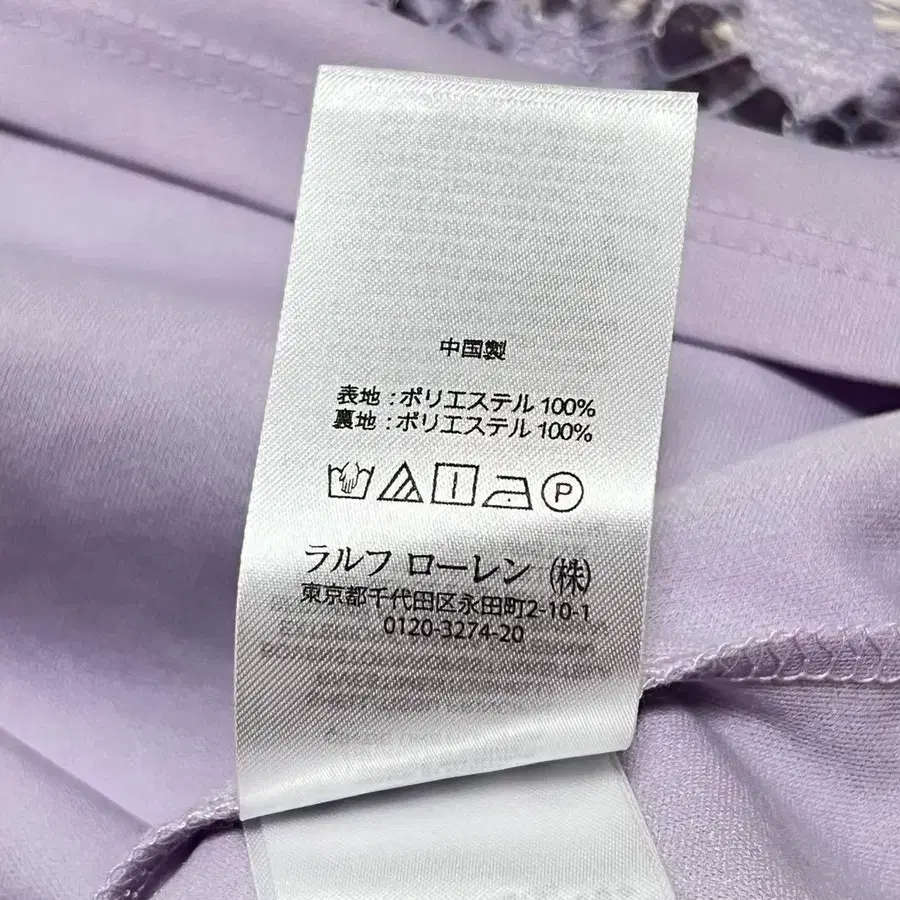 中国製
表地 : ポリエステル 100%
裏地 : ポリエステル 100%
P
ラルフ ローレン (株)
東京都千代田区永田町2-10-1
0120-3274-20